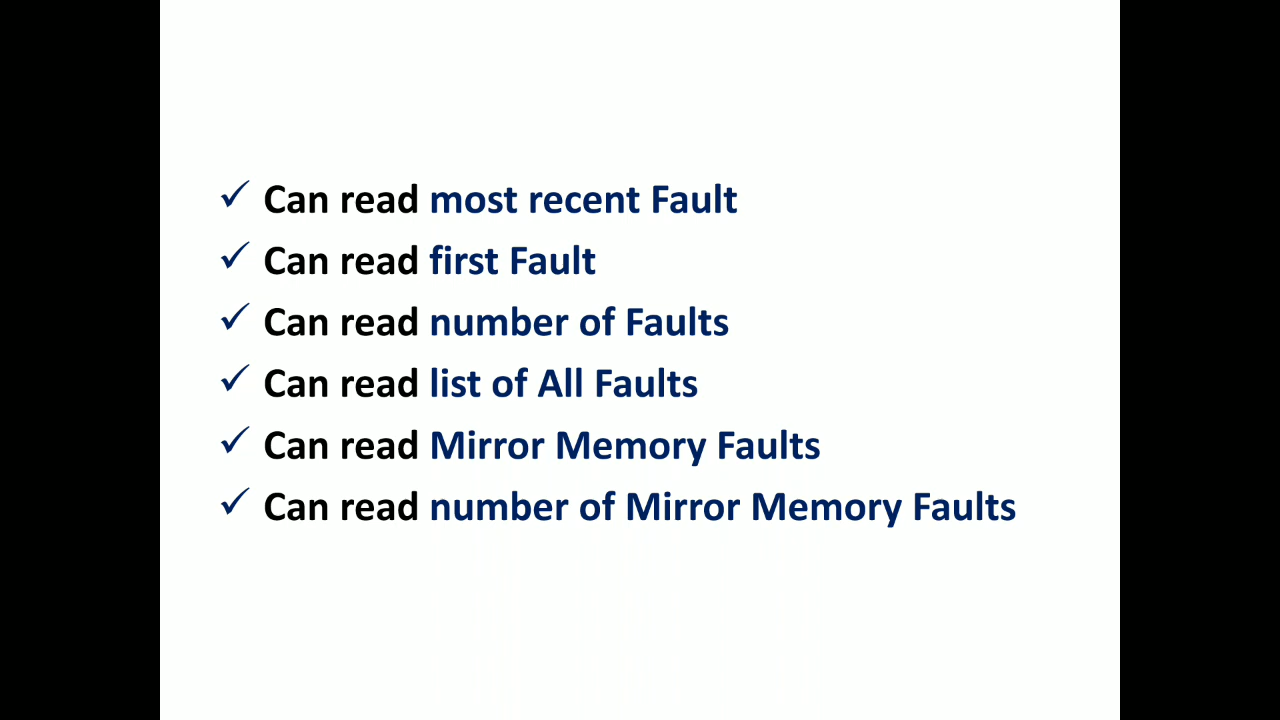 ✓ Can read most recent Fault
✓ Can read first Fault
✓ Can read number of Faults
✓ Can read list of All Faults
✓ Can read Mirror Memory Faults
✓ Can read number of Mirror Memory Faults